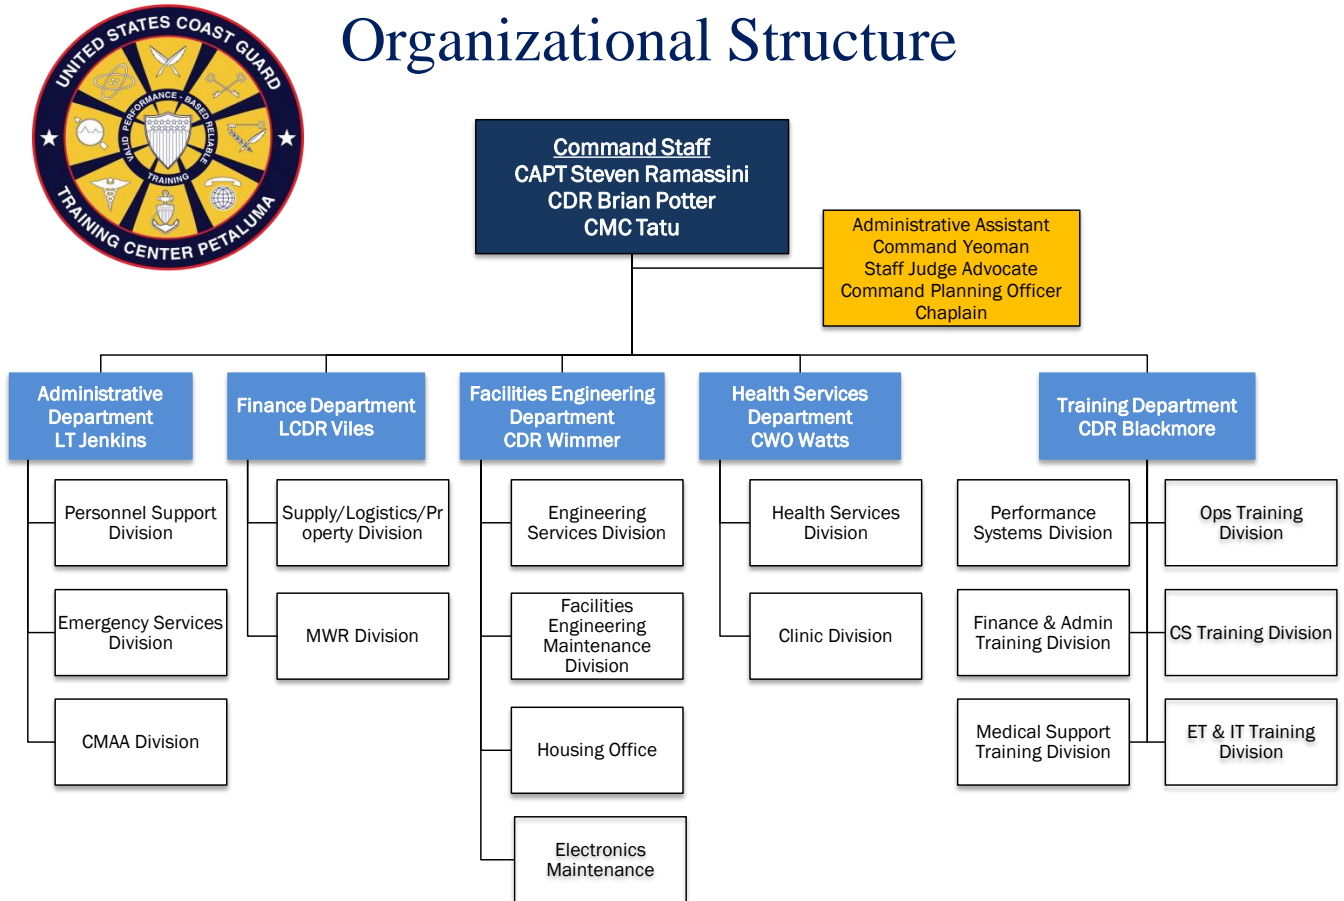 UNITED STATES COAST GUARD
TRAINING CENTER PETALUMA
VALID PERFORMANCE-BASED RELIABLE
TRAINING
Organizational Structure
Command Staff
CAPT Steven Ramassini
CDR Brian Potter
CMC Tatu
Administrative Assistant
Command Yeoman
Staff Judge Advocate
Command Planning Officer
Chaplain
Administrative
Department
LT Jenkins
Finance Department
LCDR Viles
Facilities Engineering
Department
CDR Wimmer
Health Services
Department
CWO Watts
Training Department
CDR Blackmore
Personnel Support
Division
Emergency Services
Division
CMAA Division
Supply/Logistics/Pr
operty Division
MWR Division
Engineering
Services Division
Facilities
Engineering
Maintenance
Division
Housing Office
Electronics
Maintenance
Health Services
Division
Clinic Division
Performance
Systems Division
Finance & Admin
Training Division
Medical Support
Training Division
Ops Training
Division
CS Training Division
ET & IT Training
Division